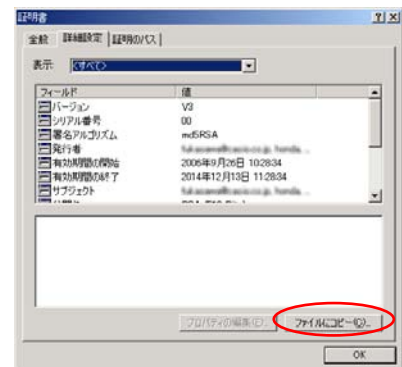 証明書
全般 詳細設定 証明のパス
表示: <すべて>
フィールド 値
バージョン V3
シリアル番号 00
署名アルゴリズム md5RSA
発行者
有効期間の開始 2006年9月26日 10:28:34
有効期間の終了 2014年12月13日 11:28:34
サブジェクト
プロパティの編集(E)... ファイルにコピー(C)...
OK